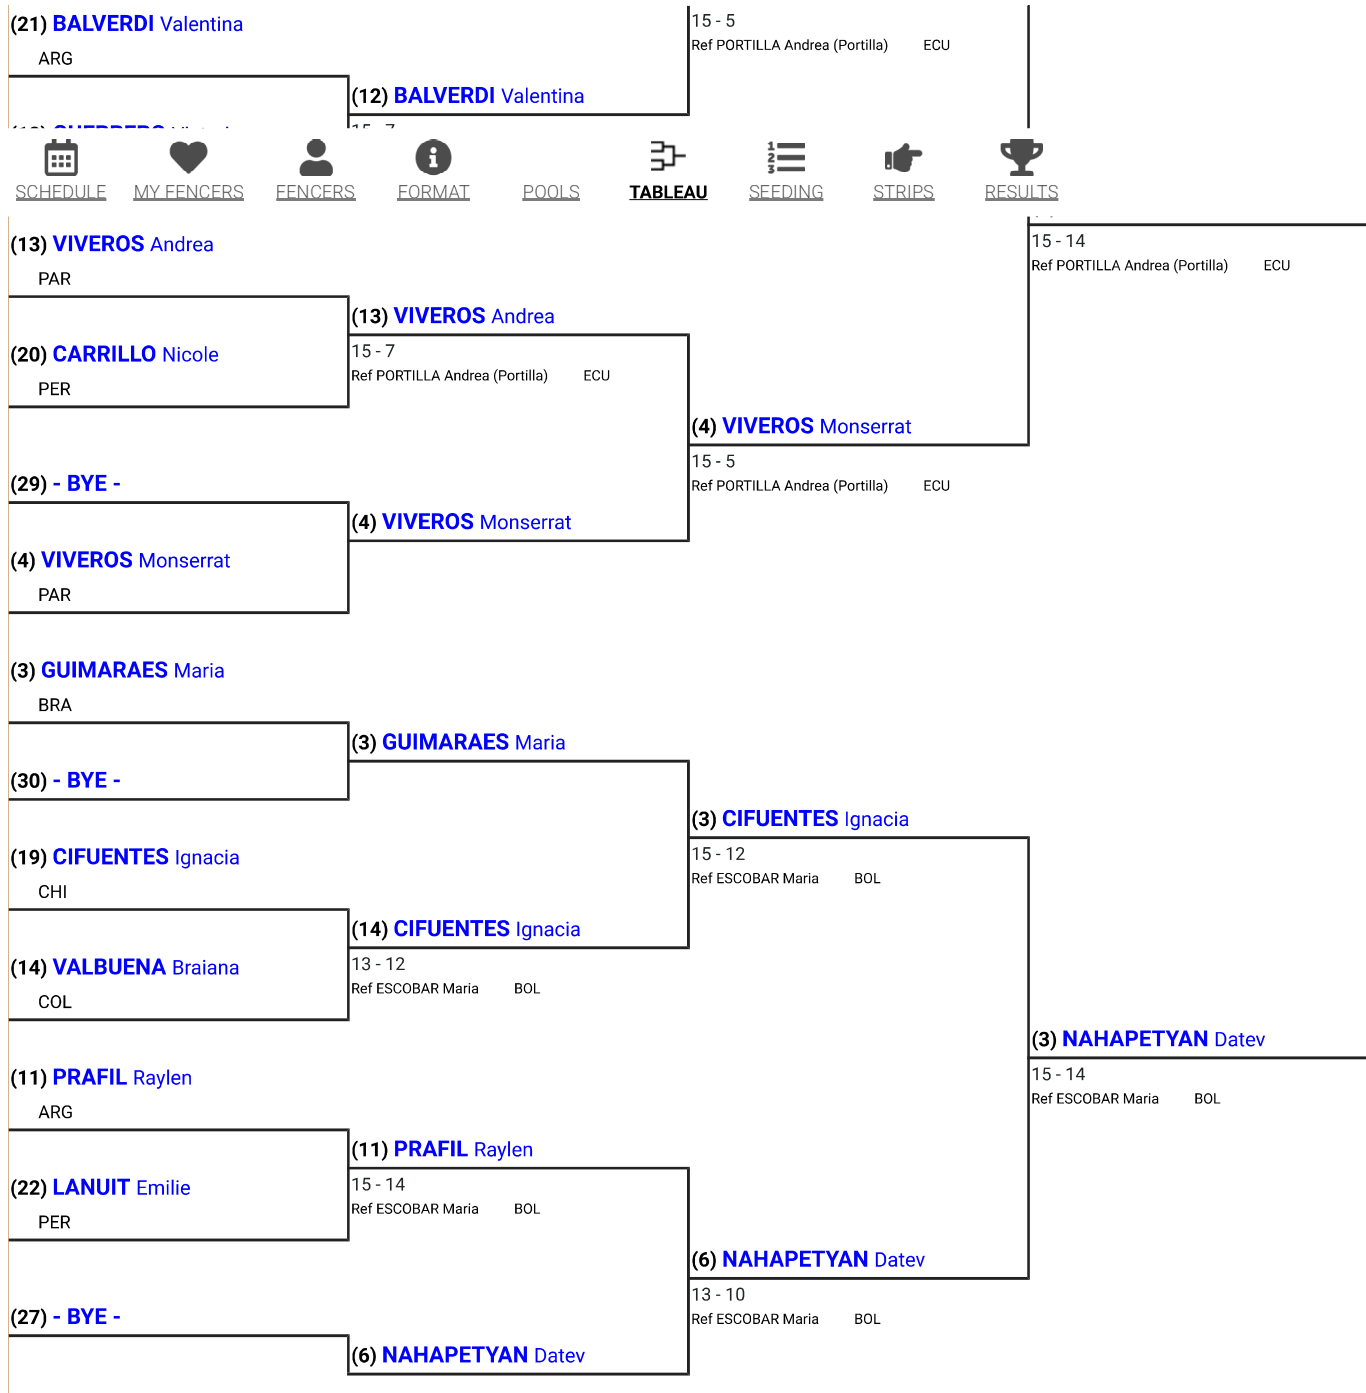 (21) BALVERDI Valentina
ARG
15 - 5
Ref PORTILLA Andrea (Portilla) ECU
(12) BALVERDI Valentina
SCHEDULE MY FENCERS FENCERS FORMAT POOLS TABLEAU SEEDING STRIPS RESULTS
(13) VIVEROS Andrea
PAR
15 - 14
Ref PORTILLA Andrea (Portilla) ECU
(13) VIVEROS Andrea
15 - 7
Ref PORTILLA Andrea (Portilla) ECU
(20) CARRILLO Nicole
PER
(4) VIVEROS Monserrat
15 - 5
Ref PORTILLA Andrea (Portilla) ECU
(29) - BYE -
(4) VIVEROS Monserrat
(4) VIVEROS Monserrat
PAR
(3) GUIMARAES Maria
BRA
(3) GUIMARAES Maria
(30) - BYE -
(3) CIFUENTES Ignacia
15 - 12
Ref ESCOBAR Maria BOL
(19) CIFUENTES Ignacia
CHI
(14) CIFUENTES Ignacia
13 - 12
Ref ESCOBAR Maria BOL
(14) VALBUENA Braiana
COL
(3) NAHAPETYAN Datev
15 - 14
Ref ESCOBAR Maria BOL
(11) PRAFIL Raylen
ARG
(11) PRAFIL Raylen
15 - 14
Ref ESCOBAR Maria BOL
(22) LANUIT Emilie
PER
(6) NAHAPETYAN Datev
13 - 10
Ref ESCOBAR Maria BOL
(27) - BYE -
(6) NAHAPETYAN Datev